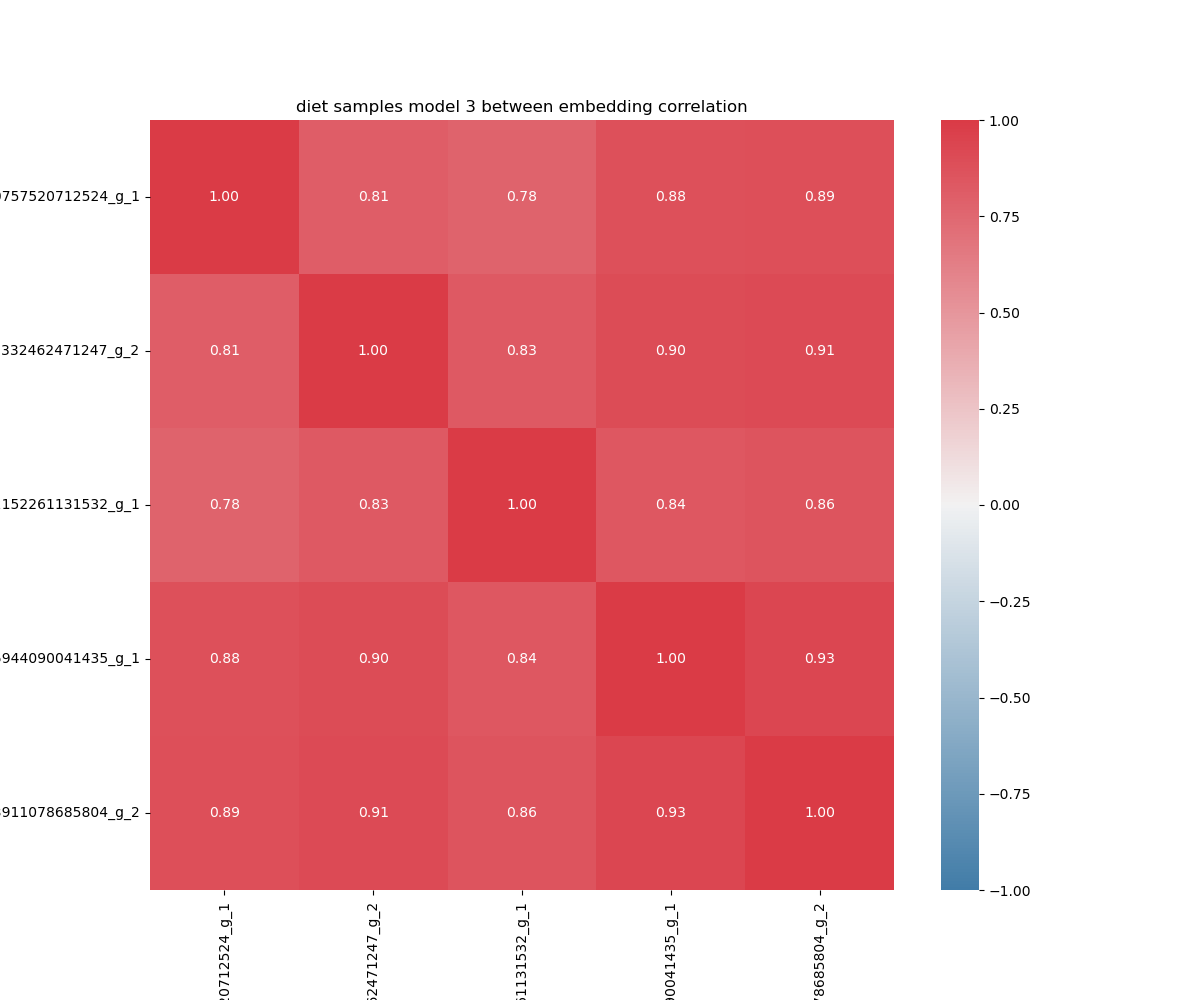 diet samples model 3 between embedding correlation
757520712524_g_1
1.00 0.81 0.78 0.88 0.89
332462471247_g_2
0.81 1.00 0.83 0.90 0.91
152261131532_g_1
0.78 0.83 1.00 0.84 0.86
944090041435_g_1
0.88 0.90 0.84 1.00 0.93
911078685804_g_2
0.89 0.91 0.86 0.93 1.00
20712524_g_1
2471247_g_2
1131532_g_1
0041435_g_1
78685804_g_2
1.00
0.75
0.50
0.25
0.00
−0.25
−0.50
−0.75
−1.00